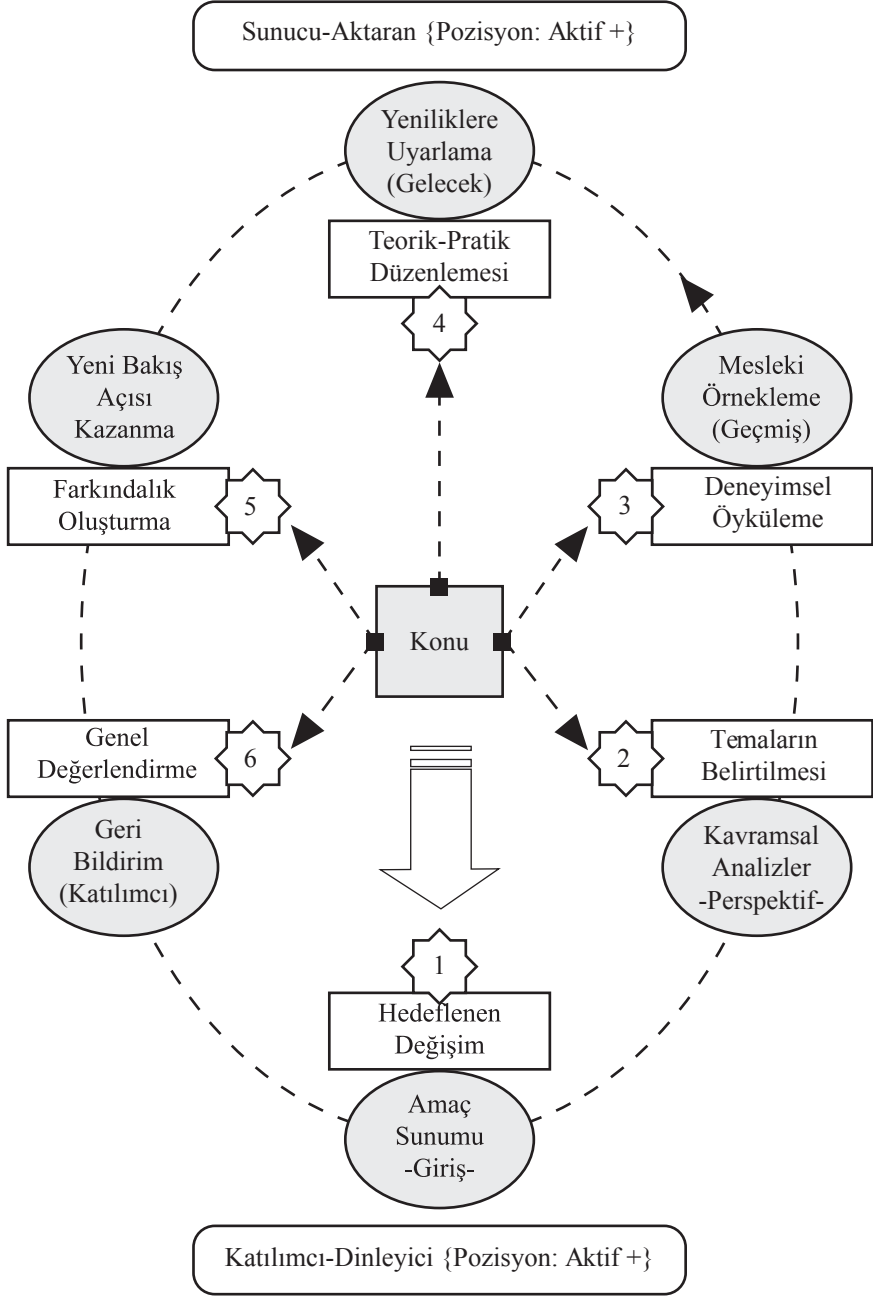 Sunucu-Aktaran {Pozisyon: Aktif +}
Yeniliklere
Uyarlama
(Gelecek)
Teorik-Pratik
Düzenlemesi
4
Yeni Bakış
Açısı
Kazanma
Farkındalık
Oluşturma
5
Mesleki
Örnekleme
(Geçmiş)
3
Deneyimsel
Öyküleme
Konu
Genel
Değerlendirme
6
Geri
Bildirim
(Katılımcı)
2
Temaların
Belirtilmesi
Kavramsal
Analizler
-Perspektif-
1
Hedeflenen
Değişim
Amaç
Sunumu
-Giriş-
Katılımcı-Dinleyici {Pozisyon: Aktif +}